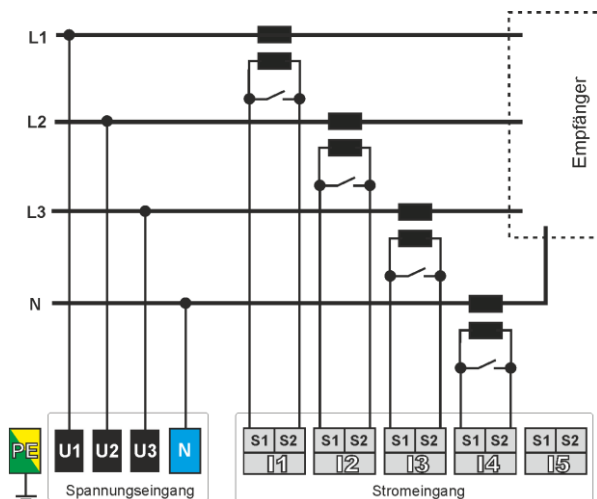 L1
L2
L3
N
Empfänger
PE U1 U2 U3 N
S1 S2 S1 S2 S1 S2 S1 S2 S1 S2
I1 I2 I3 I4 I5
Spannungseingang Stromeingang